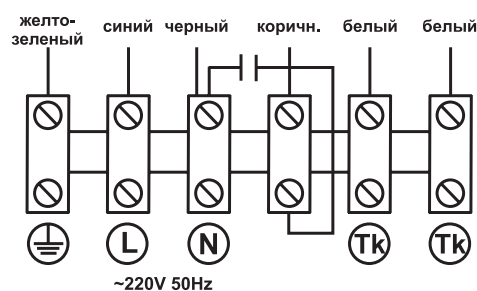 желто-
зеленый
синий
черный
коричн.
белый
белый
L
N
Tk
Tk
~220V 50Hz